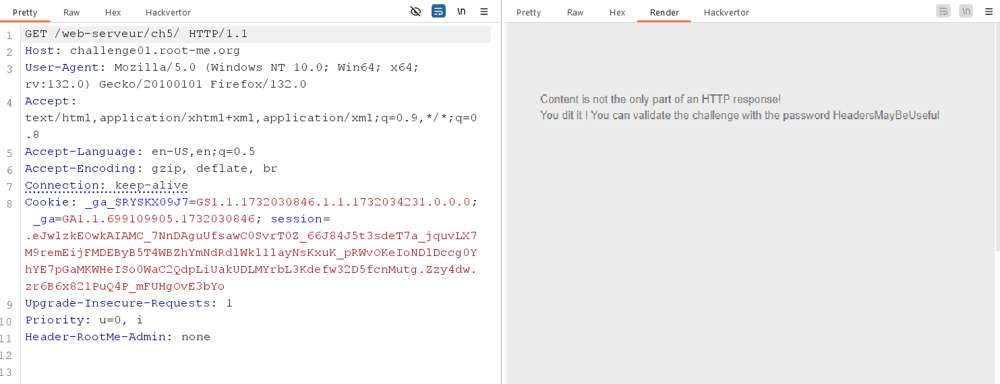 Pretty Raw Hex Hackvertor \n
1 GET /web-serveur/ch5/ HTTP/1.1
2 Host: challenge01.root-me.org
3 User-Agent: Mozilla/5.0 (Windows NT 10.0; Win64; x64;
rv:132.0) Gecko/20100101 Firefox/132.0
4 Accept:
text/html,application/xhtml+xml,application/xml;q=0.9,*/*;q=0
.8
5 Accept-Language: en-US,en;q=0.5
6 Accept-Encoding: gzip, deflate, br
7 Connection: keep-alive
8 Cookie: _ga_SRYSKX09J7=GS1.1.1732030846.1.1.1732034231.0.0.0;
_ga=GA1.1.699109905.1732030846; session=
.eJwlzkEOwkAIAMC_7NnDAguUfsawC0SvrT0Z_66J84J5t3sdeT7a_jquvLX7
M9remEijFMDEByB5T4WBZhYmNdRdlWkl1layNsKxuK_pRWvOKeIoNDlDccg0Y
hYE7pGaMKWHeISo0WaC2QdpLiUakUDLMYrbL3Kdefw32D5fcnMutg.Zzy4dw.
zr6B6x821PuQ4P_mFUHgOvE3bYo
9 Upgrade-Insecure-Requests: 1
10 Priority: u=0, i
11 Header-RootMe-Admin: none
12
13
Pretty Raw Hex Render Hackvertor \n
Content is not the only part of an HTTP response!
You dit it ! You can validate the challenge with the password HeadersMayBeUseful